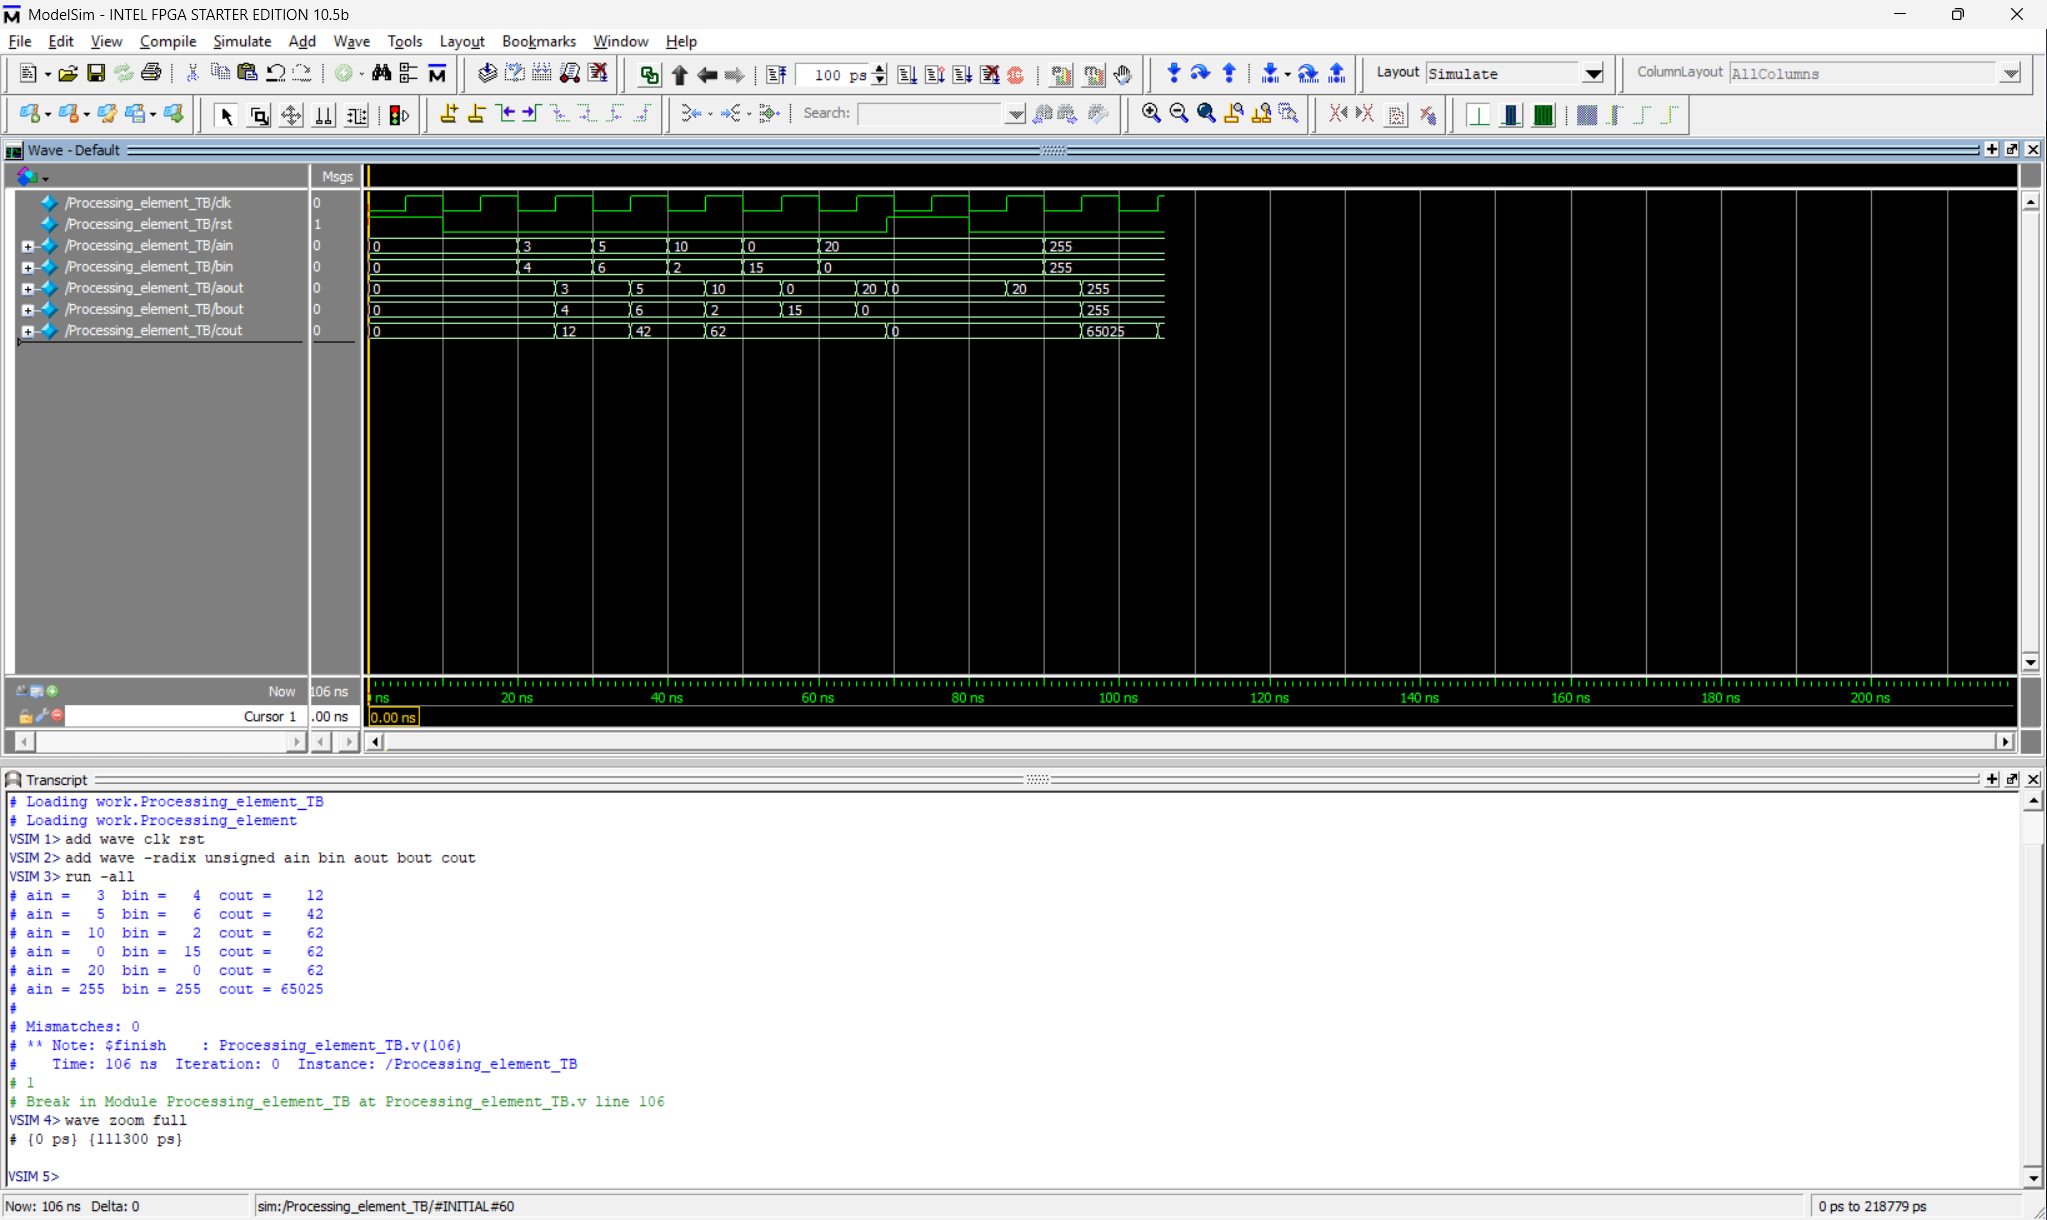 ModelSim - INTEL FPGA STARTER EDITION 10.5b
File Edit View Compile Simulate Add Wave Tools Layout Bookmarks Window Help
100 ps Layout Simulate ColumnLayout AllColumns
Search:
Wave - Default
Msgs
/Processing_element_TB/clk 0
/Processing_element_TB/rst 1
/Processing_element_TB/ain 0 0 3 5 10 0 20 255
/Processing_element_TB/bin 0 0 4 6 2 15 0 255
/Processing_element_TB/aout 0 0 3 5 10 0 20 0 20 255
/Processing_element_TB/bout 0 0 4 6 2 15 0 255
/Processing_element_TB/cout 0 0 12 42 62 0 65025
Now 106 ns ns 20 ns 40 ns 60 ns 80 ns 100 ns 120 ns 140 ns 160 ns 180 ns 200 ns
Cursor 1 .00 ns 0.00 ns
Transcript
# Loading work.Processing_element_TB
# Loading work.Processing_element
VSIM 1> add wave clk rst
VSIM 2> add wave -radix unsigned ain bin aout bout cout
VSIM 3> run -all
# ain =   3  bin =   4  cout =    12
# ain =   5  bin =   6  cout =    42
# ain =  10  bin =   2  cout =    62
# ain =   0  bin =  15  cout =    62
# ain =  20  bin =   0  cout =    62
# ain = 255  bin = 255  cout = 65025
#
# Mismatches: 0
# ** Note: $finish    : Processing_element_TB.v(106)
#    Time: 106 ns  Iteration: 0  Instance: /Processing_element_TB
# 1
# Break in Module Processing_element_TB at Processing_element_TB.v line 106
VSIM 4> wave zoom full
# {0 ps} {111300 ps}
VSIM 5>
Now: 106 ns Delta: 0 sim:/Processing_element_TB/#INITIAL#60 0 ps to 218779 ps